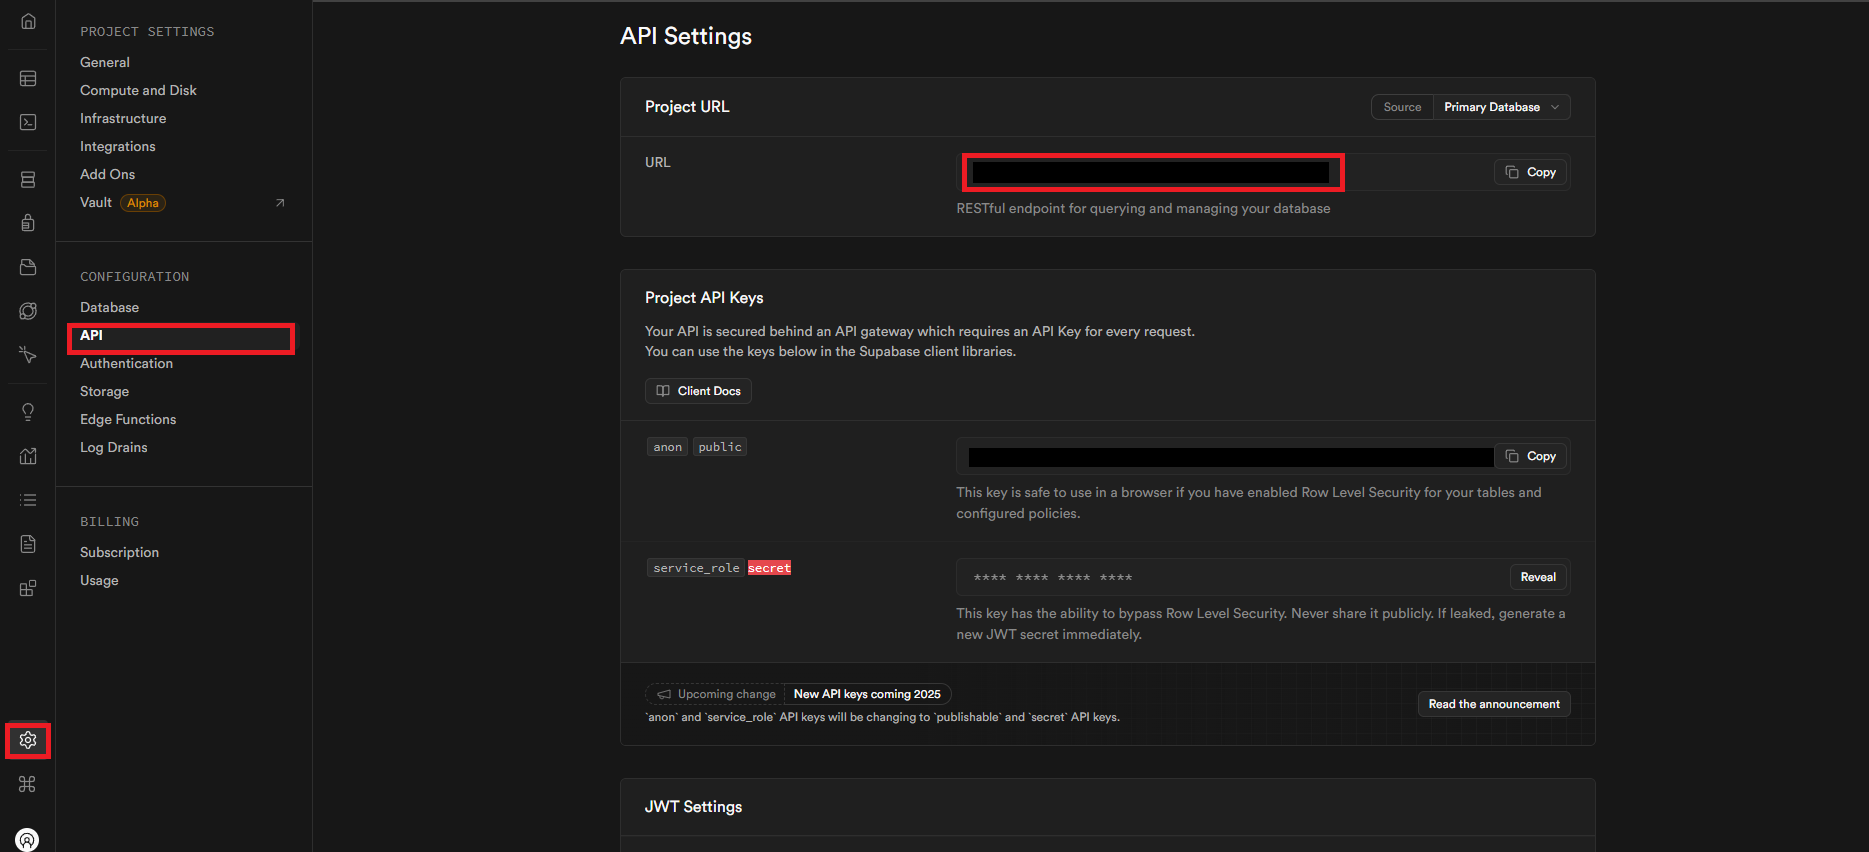 PROJECT SETTINGS
General
Compute and Disk
Infrastructure
Integrations
Add Ons
Vault Alpha
CONFIGURATION
Database
API
Authentication
Storage
Edge Functions
Log Drains
BILLING
Subscription
Usage
API Settings
Project URL
Source Primary Database
URL
Copy
RESTful endpoint for querying and managing your database
Project API Keys
Your API is secured behind an API gateway which requires an API Key for every request.
You can use the keys below in the Supabase client libraries.
Client Docs
anon public
Copy
This key is safe to use in a browser if you have enabled Row Level Security for your tables and
configured policies.
service_role secret
**** **** **** ****
Reveal
This key has the ability to bypass Row Level Security. Never share it publicly. If leaked, generate a
new JWT secret immediately.
Upcoming change New API keys coming 2025
`anon` and `service_role` API keys will be changing to `publishable` and `secret` API keys.
Read the announcement
JWT Settings